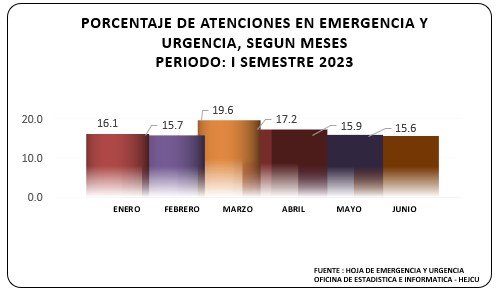 PORCENTAJE DE ATENCIONES EN EMERGENCIA Y
URGENCIA, SEGUN MESES
PERIODO: I SEMESTRE 2023
20.0
10.0
0.0
16.1
15.7
19.6
17.2
15.9
15.6
ENERO
FEBRERO
MARZO
ABRIL
MAYO
JUNIO
FUENTE : HOJA DE EMERGENCIA Y URGENCIA
OFICINA DE ESTADISTICA E INFORMATICA - HEJCU